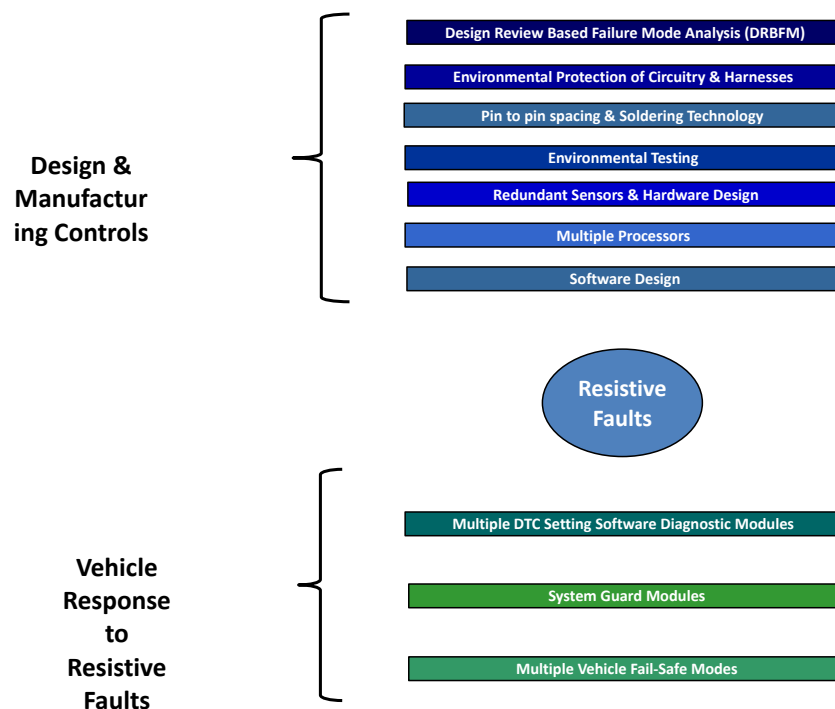 Design Review Based Failure Mode Analysis (DRBFM)
Environmental Protection of Circuitry & Harnesses
Pin to pin spacing & Soldering Technology
Environmental Testing
Redundant Sensors & Hardware Design
Multiple Processors
Software Design
Design &
Manufactur
ing Controls
Resistive
Faults
Multiple DTC Setting Software Diagnostic Modules
System Guard Modules
Multiple Vehicle Fail-Safe Modes
Vehicle
Response
to
Resistive
Faults